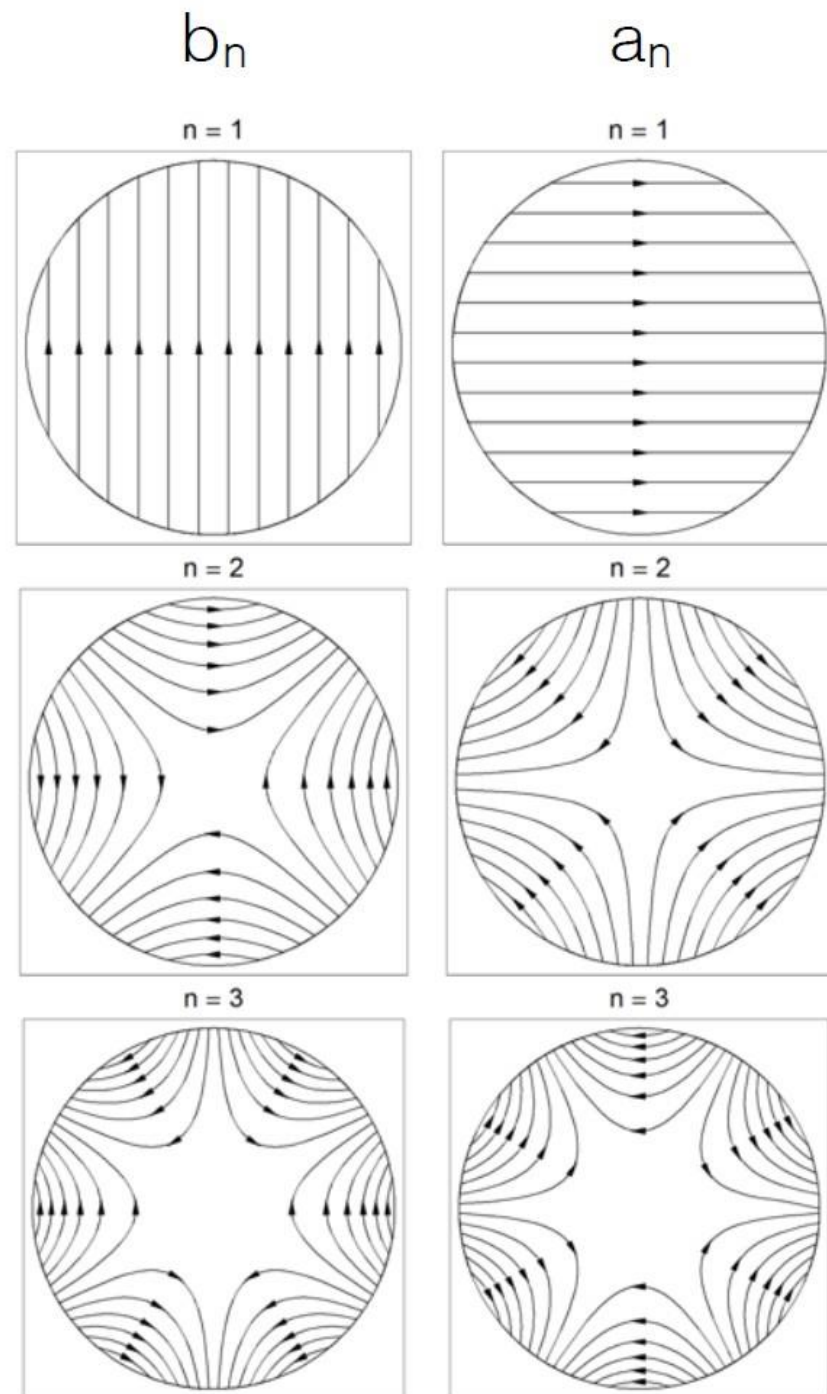 bₙ aₙ
n = 1 n = 1
n = 2 n = 2
n = 3 n = 3